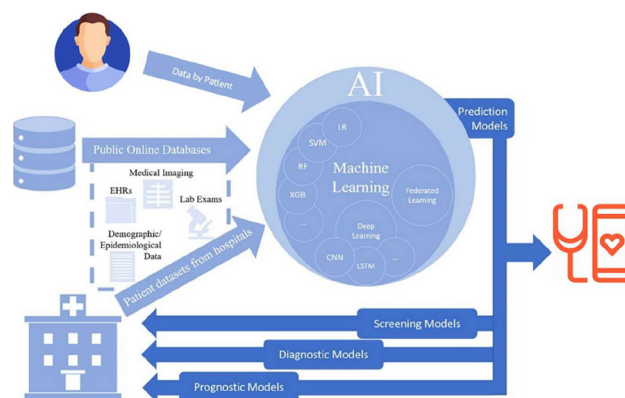 Data by Patient
AI
Prediction
Models
Public Online Databases
Medical Imaging
EHRs
Lab Exams
Demographic/
Epidemiological
Data
Patient datasets from hospitals
LR
SVM
RF
XGB
...
Machine
Learning
Federated
Learning
Deep
Learning
CNN
LSTM
...
Screening Models
Diagnostic Models
Prognostic Models